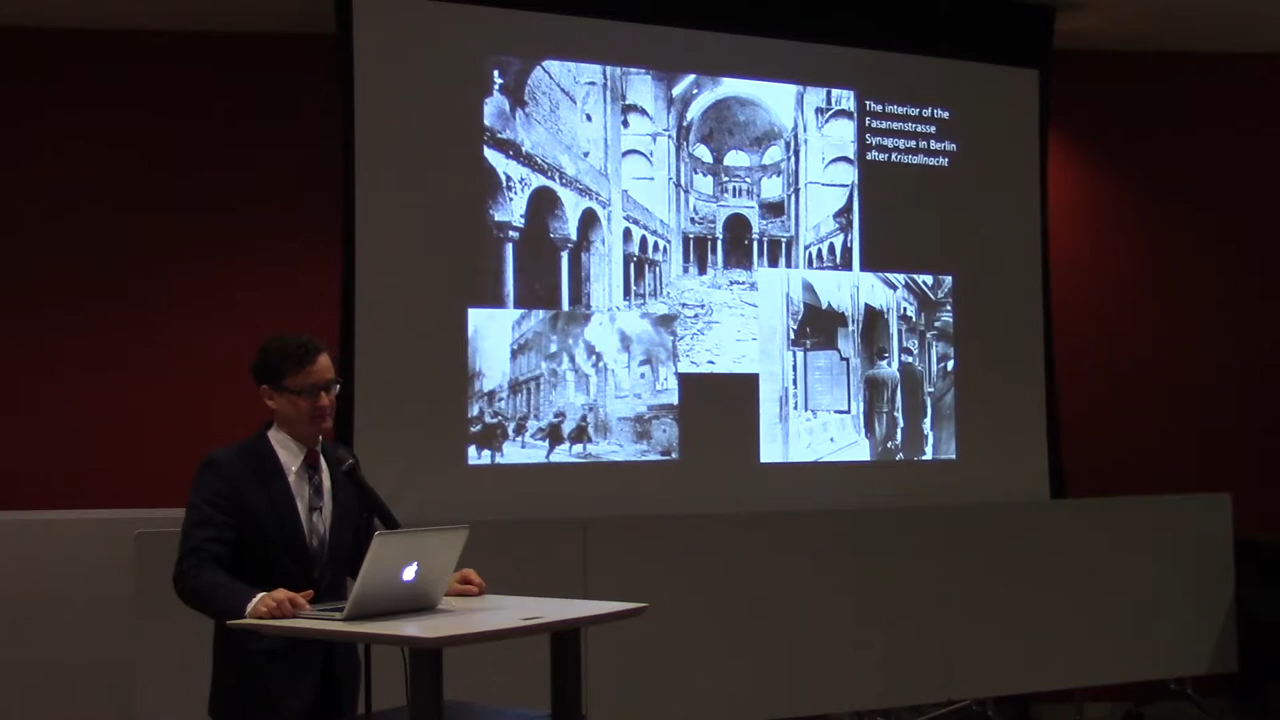 The interior of the
Fasanenstrasse
Synagogue in Berlin
after Kristallnacht